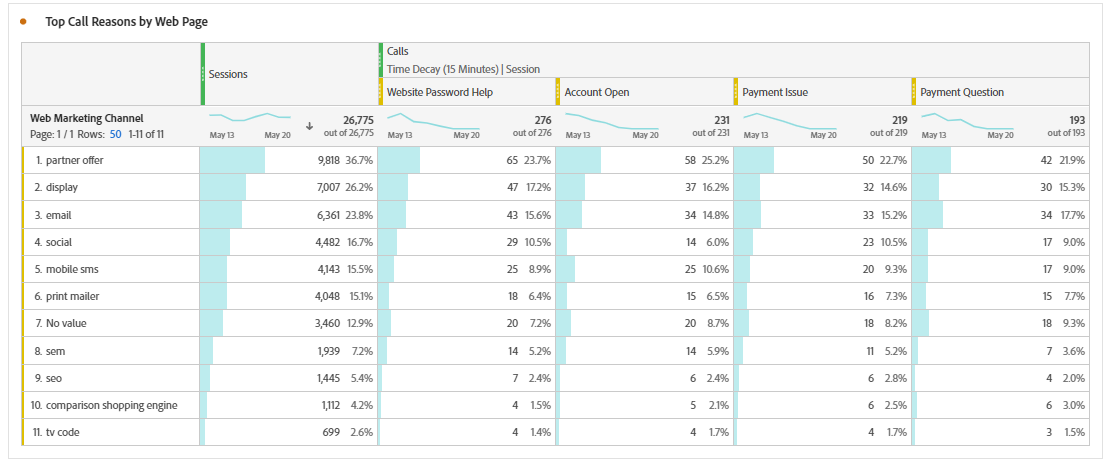 Top Call Reasons by Web Page
Sessions
Calls
Time Decay (15 Minutes) | Session
Website Password Help Account Open Payment Issue Payment Question
Web Marketing Channel
Page: 1 / 1 Rows: 50 1-11 of 11
May 13 May 20 26,775 out of 26,775
May 13 May 20 276 out of 276
May 13 May 20 231 out of 231
May 13 May 20 219 out of 219
May 13 May 20 193 out of 193
1. partner offer 9,818 36.7% 65 23.7% 58 25.2% 50 22.7% 42 21.9%
2. display 7,007 26.2% 47 17.2% 37 16.2% 32 14.6% 30 15.3%
3. email 6,361 23.8% 43 15.6% 34 14.8% 33 15.2% 34 17.7%
4. social 4,482 16.7% 29 10.5% 14 6.0% 23 10.5% 17 9.0%
5. mobile sms 4,143 15.5% 25 8.9% 25 10.6% 20 9.3% 17 9.0%
6. print mailer 4,048 15.1% 18 6.4% 15 6.5% 16 7.3% 15 7.7%
7. No value 3,460 12.9% 20 7.2% 20 8.7% 18 8.2% 18 9.3%
8. sem 1,939 7.2% 14 5.2% 14 5.9% 11 5.2% 7 3.6%
9. seo 1,445 5.4% 7 2.4% 6 2.4% 6 2.8% 4 2.0%
10. comparison shopping engine 1,112 4.2% 4 1.5% 5 2.1% 6 2.5% 6 3.0%
11. tv code 699 2.6% 4 1.4% 4 1.7% 4 1.7% 3 1.5%